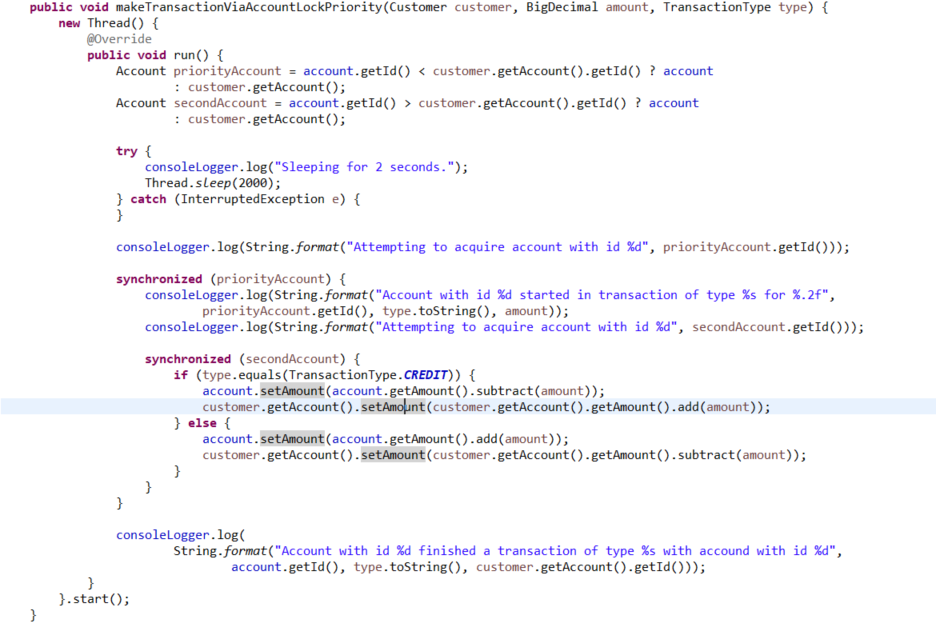 public void makeTransactionViaAccountLockPriority(Customer customer, BigDecimal amount, TransactionType type) {
new Thread() {
@Override
public void run() {
Account priorityAccount = account.getId() < customer.getAccount().getId() ? account
: customer.getAccount();
Account secondAccount = account.getId() > customer.getAccount().getId() ? account
: customer.getAccount();
try {
consoleLogger.log("Sleeping for 2 seconds.");
Thread.sleep(2000);
} catch (InterruptedException e) {
}
consoleLogger.log(String.format("Attempting to acquire account with id %d", priorityAccount.getId()));
synchronized (priorityAccount) {
consoleLogger.log(String.format("Account with id %d started in transaction of type %s for %.2f",
priorityAccount.getId(), type.toString(), amount));
consoleLogger.log(String.format("Attempting to acquire account with id %d", secondAccount.getId()));
synchronized (secondAccount) {
if (type.equals(TransactionType.CREDIT)) {
account.setAmount(account.getAmount().subtract(amount));
customer.getAccount().setAmount(customer.getAccount().getAmount().add(amount));
} else {
account.setAmount(account.getAmount().add(amount));
customer.getAccount().setAmount(customer.getAccount().getAmount().subtract(amount));
}
}
}
consoleLogger.log(
String.format("Account with id %d finished a transaction of type %s with accound with id %d",
account.getId(), type.toString(), customer.getAccount().getId()));
}
}.start();
}